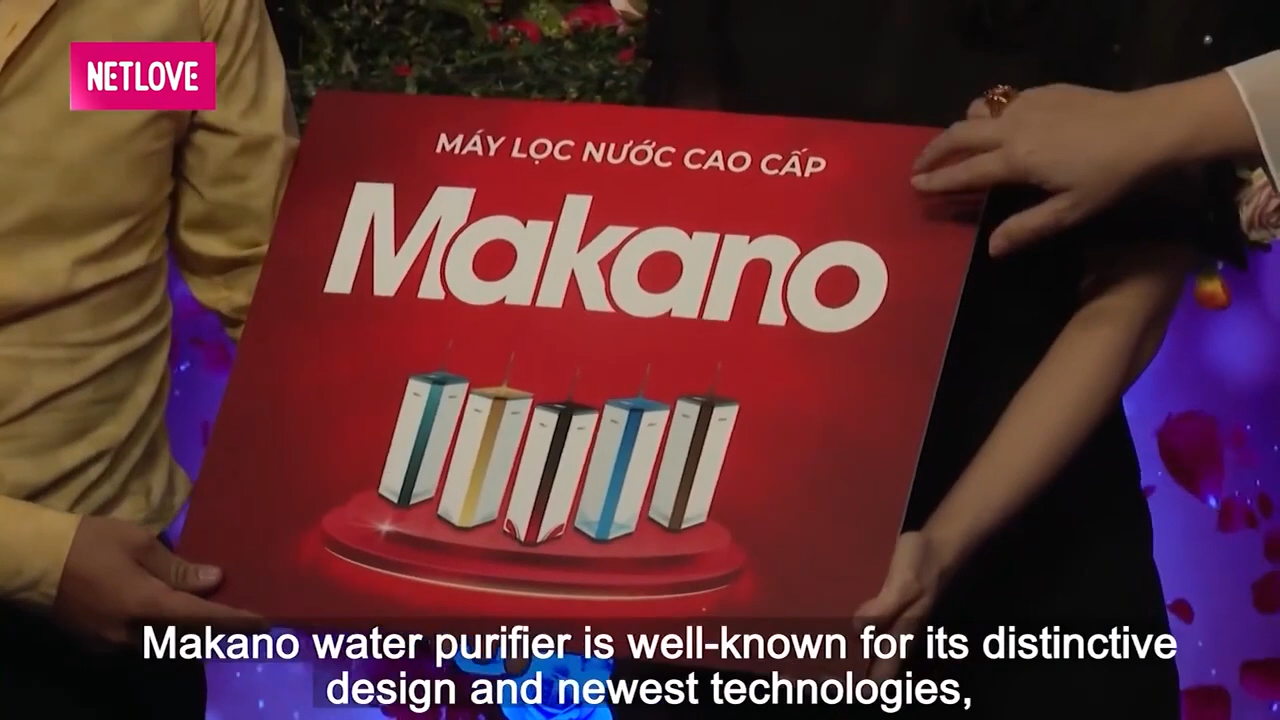 NETLOVE
MÁY LỌC NƯỚC CAO CẤP
Makano
Makano water purifier is well-known for its distinctive
design and newest technologies,